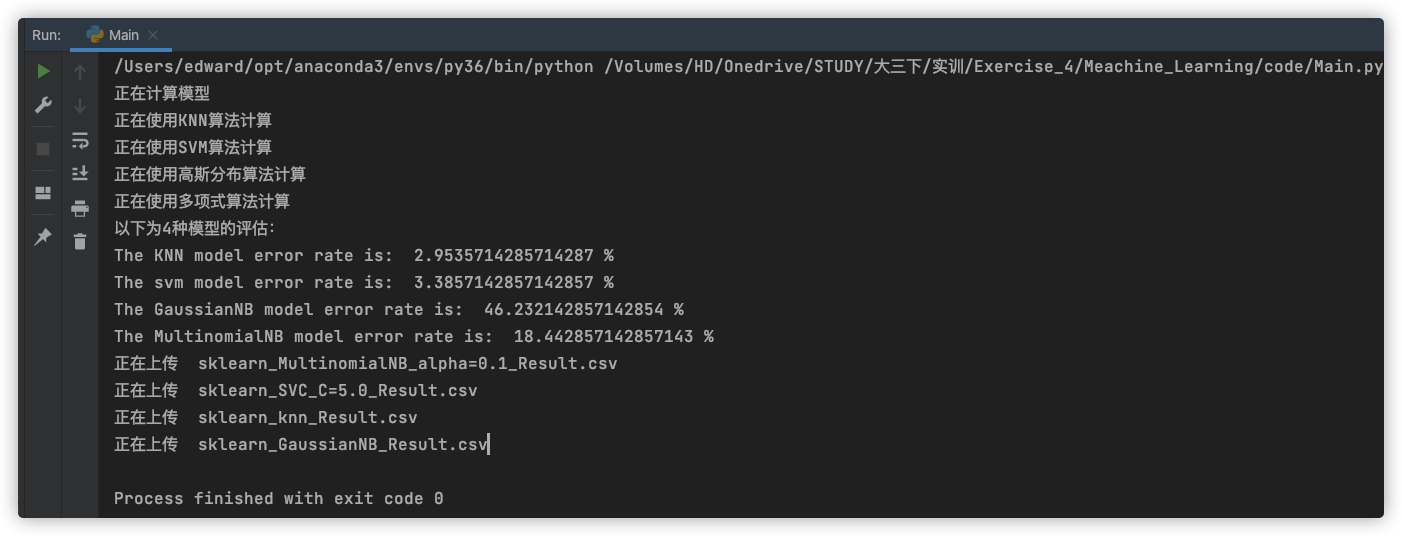 Run: Main
/Users/edward/opt/anaconda3/envs/py36/bin/python /Volumes/HD/Onedrive/STUDY/大三下/实训/Exercise_4/Meachine_Learning/code/Main.py
正在计算模型
正在使用KNN算法计算
正在使用SVM算法计算
正在使用高斯分布算法计算
正在使用多项式算法计算
以下为4种模型的评估:
The KNN model error rate is:  2.9535714285714287 %
The svm model error rate is:  3.3857142857142857 %
The GaussianNB model error rate is:  46.232142857142854 %
The MultinomialNB model error rate is:  18.442857142857143 %
正在上传  sklearn_MultinomialNB_alpha=0.1_Result.csv
正在上传  sklearn_SVC_C=5.0_Result.csv
正在上传  sklearn_knn_Result.csv
正在上传  sklearn_GaussianNB_Result.csv
Process finished with exit code 0